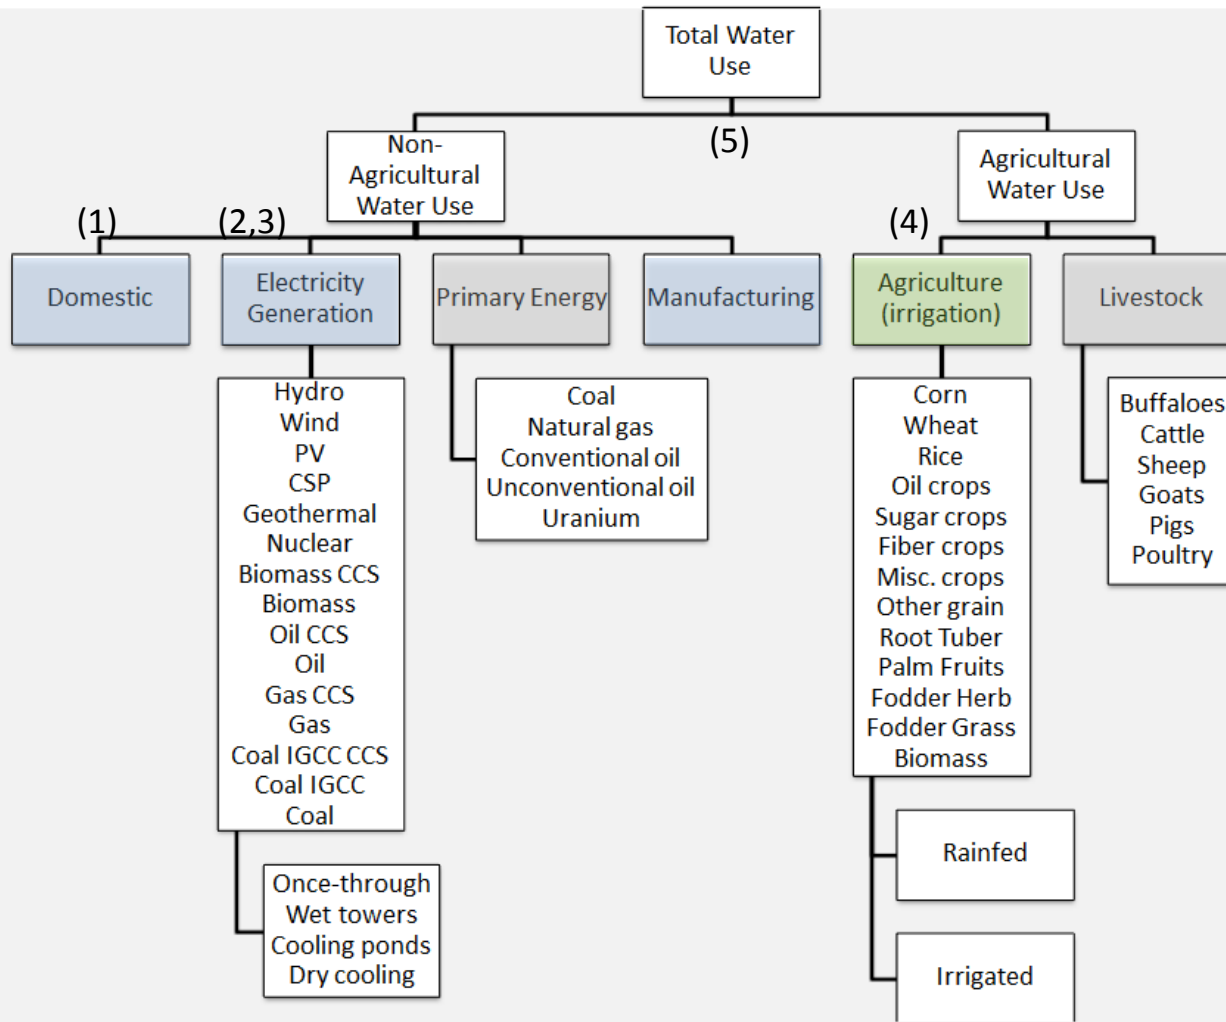 Total Water
Use
(5)
Non-
Agricultural
Water Use
Agricultural
Water Use
(1)
(2,3)
(4)
Domestic
Electricity
Generation
Primary Energy
Manufacturing
Agriculture
(irrigation)
Livestock
Hydro
Wind
PV
CSP
Geothermal
Nuclear
Biomass CCS
Biomass
Oil CCS
Oil
Gas CCS
Gas
Coal IGCC CCS
Coal IGCC
Coal
Once-through
Wet towers
Cooling ponds
Dry cooling
Coal
Natural gas
Conventional oil
Unconventional oil
Uranium
Corn
Wheat
Rice
Oil crops
Sugar crops
Fiber crops
Misc. crops
Other grain
Root Tuber
Palm Fruits
Fodder Herb
Fodder Grass
Biomass
Rainfed
Irrigated
Buffaloes
Cattle
Sheep
Goats
Pigs
Poultry